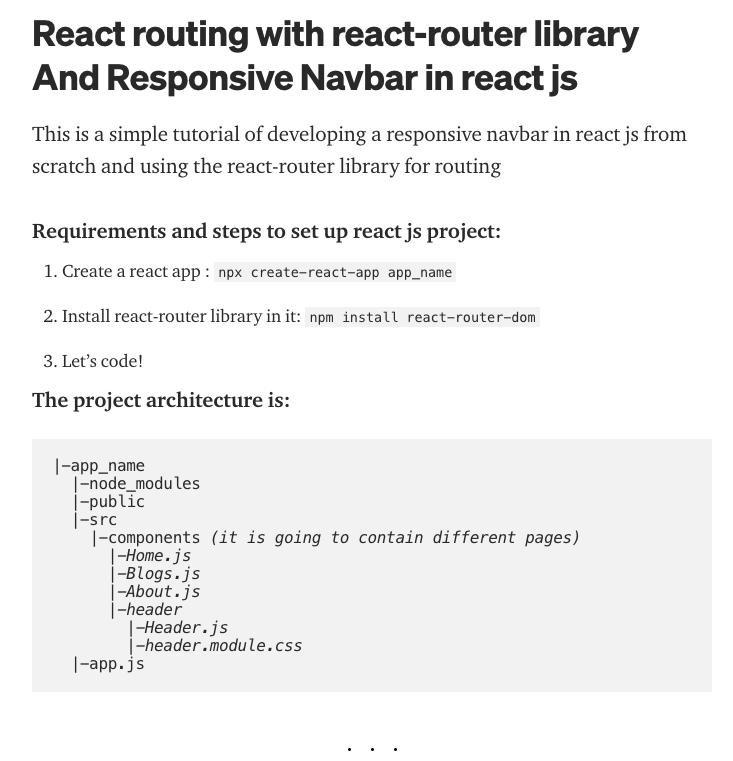 React routing with react-router library
And Responsive Navbar in react js
This is a simple tutorial of developing a responsive navbar in react js from
scratch and using the react-router library for routing
Requirements and steps to set up react js project:
1. Create a react app : npx create-react-app app_name
2. Install react-router library in it: npm install react-router-dom
3. Let’s code!
The project architecture is:
|-app_name
  |-node_modules
  |-public
  |-src
    |-components (it is going to contain different pages)
      |-Home.js
      |-Blogs.js
      |-About.js
      |-header
        |-Header.js
        |-header.module.css
  |-app.js
. . .